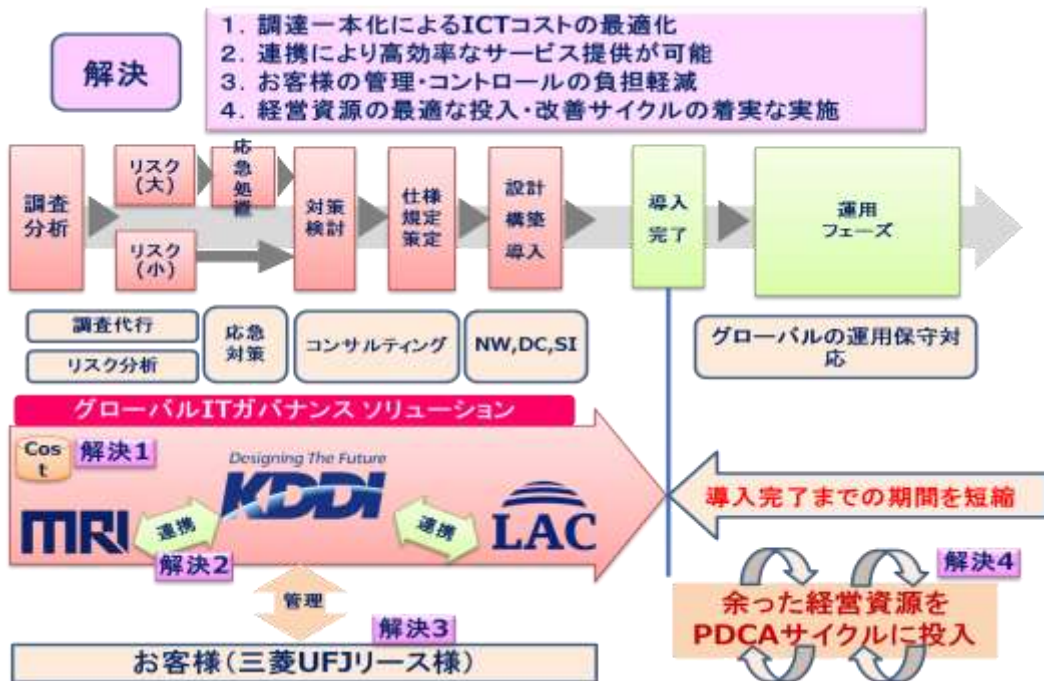 解決
1. 調達一本化によるICTコストの最適化
2. 連携により高効率なサービス提供が可能
3. お客様の管理・コントロールの負担軽減
4. 経営資源の最適な投入・改善サイクルの着実な実施
調査
分析
リスク
(大)
応
急
処
置
リスク
(小)
対策
検討
仕様
規定
策定
設計
構築
導入
導入
完了
運用
フェーズ
調査代行
リスク分析
応急
対策
コンサルティング
NW,DC,SI
グローバルの運用保守対
応
グローバルITガバナンス ソリューション
Cos
t
解決1
Designing The Future
KDDI
MRI
連携
連携
LAC
解決2
導入完了までの期間を短縮
管理
解決3
お客様(三菱UFJリース様)
解決4
余った経営資源を
PDCAサイクルに投入